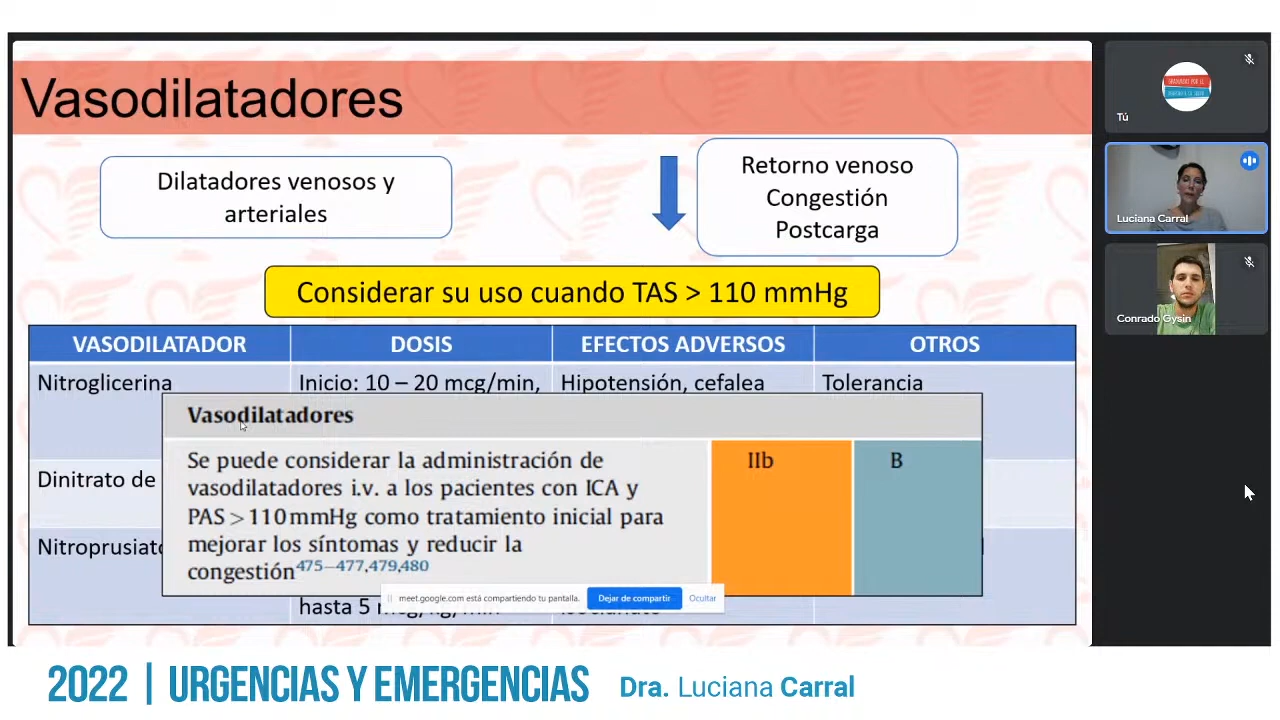 Vasodilatadores
Dilatadores venosos y
arteriales
Retorno venoso
Congestión
Postcarga
Considerar su uso cuando TAS > 110 mmHg
VASODILATADOR DOSIS EFECTOS ADVERSOS OTROS
Nitroglicerina Inicio: 10 – 20 mcg/min, Hipotensión, cefalea Tolerancia
Vasodilatadores
Dinitrato de
Se puede considerar la administración de
vasodilatadores i.v. a los pacientes con ICA y
PAS > 110 mmHg como tratamiento inicial para
mejorar los síntomas y reducir la
congestión475–477,479,480
IIb
B
meet.google.com está compartiendo tu pantalla. Dejar de compartir Ocultar
Tú
Luciana Carral
Conrado Gysin
2022 | URGENCIAS Y EMERGENCIAS Dra. Luciana Carral